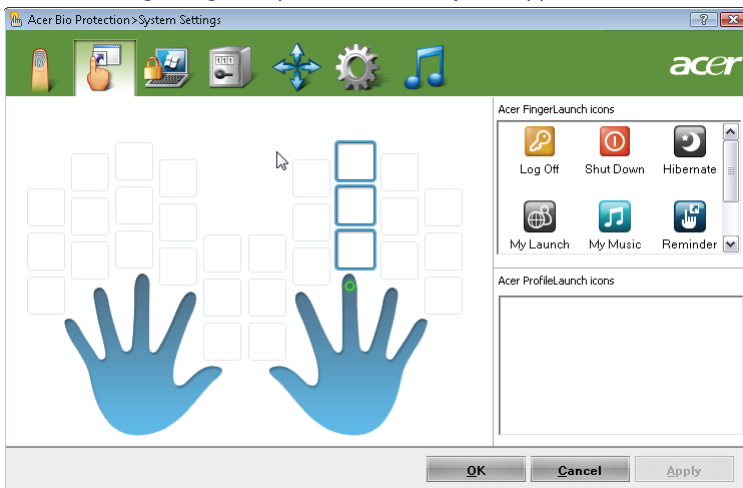 Acer Bio Protection>System Settings
acer
Acer FingerLaunch icons
Log Off Shut Down Hibernate
My Launch My Music Reminder
Acer ProfileLaunch icons
OK Cancel Apply